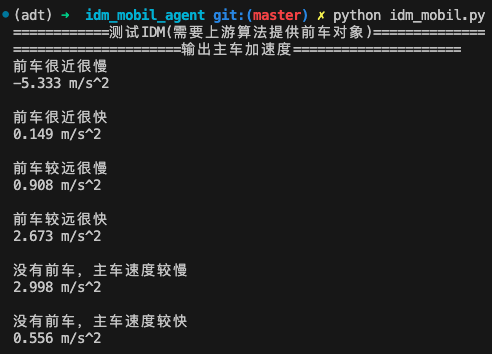 (adt) ➜ idm_mobil_agent git:(master) ✗ python idm_mobil.py
============测试IDM(需要上游算法提供前车对象)==============
=====================输出主车加速度=====================
前车很近很慢
-5.333 m/s^2
前车很近很快
0.149 m/s^2
前车较远很慢
0.908 m/s^2
前车较远很快
2.673 m/s^2
没有前车，主车速度较慢
2.998 m/s^2
没有前车，主车速度较快
0.556 m/s^2